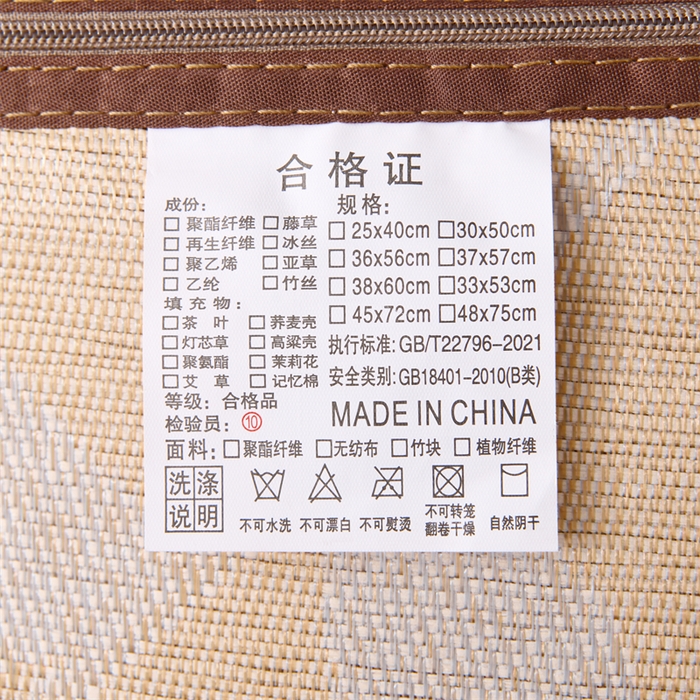 合格证
成份：
□ 聚酯纤维 □ 藤草
□ 再生纤维 □ 冰丝
□ 聚乙烯 □ 亚草
□ 乙纶 □ 竹丝
填充物：
□ 茶叶 □ 荞麦壳
□ 灯芯草 □ 高粱壳
□ 聚氨酯 □ 茉莉花
□ 艾草 □ 记忆棉
等级：合格品
检验员：⑩
规格：
□ 25x40cm □ 30x50cm
□ 36x56cm □ 37x57cm
□ 38x60cm □ 33x53cm
□ 45x72cm □ 48x75cm
执行标准：GB/T22796-2021
安全类别：GB18401-2010(B类)
MADE IN CHINA
面料：□聚酯纤维 □无纺布 □竹块 □植物纤维
洗涤
说明
不可水洗 不可漂白 不可熨烫 不可转笼 自然阴干
翻卷干燥